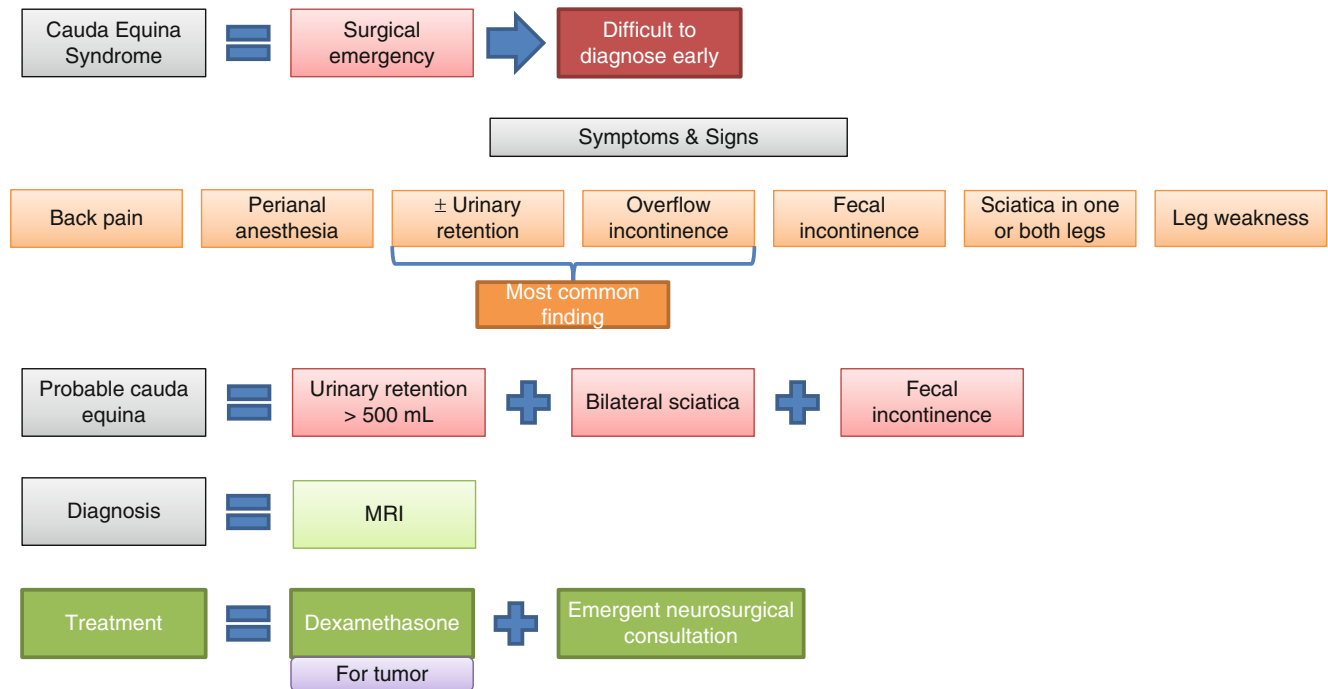 Cauda Equina
Syndrome
Surgical
emergency
Difficult to
diagnose early
Symptoms & Signs
Back pain
Perianal
anesthesia
± Urinary
retention
Overflow
incontinence
Fecal
incontinence
Sciatica in one
or both legs
Leg weakness
Most common
finding
Probable cauda
equina
Urinary retention
> 500 mL
Bilateral sciatica
Fecal
incontinence
Diagnosis
MRI
Treatment
Dexamethasone
For tumor
Emergent neurosurgical
consultation